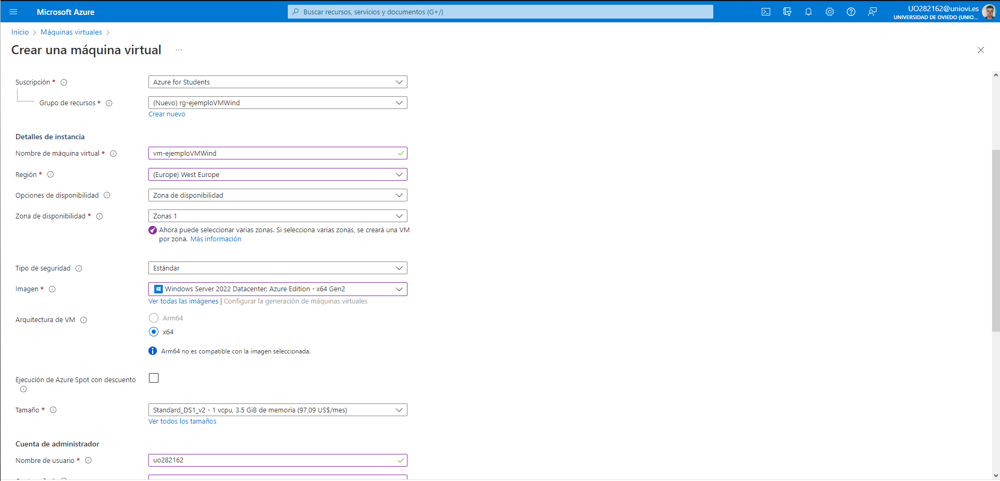 Microsoft Azure
Buscar recursos, servicios y documentos (G+/)
UO282162@uniovi.es
UNIVERSIDAD DE OVIEDO (UNIO...
Inicio > Máquinas virtuales >
Crear una máquina virtual ...
Suscripción *
Azure for Students
Grupo de recursos *
(Nuevo) rg-ejemploVMWind
Crear nuevo
Detalles de instancia
Nombre de máquina virtual *
vm-ejemploVMWind
Región *
(Europe) West Europe
Opciones de disponibilidad
Zona de disponibilidad
Zona de disponibilidad *
Zonas 1
Ahora puede seleccionar varias zonas. Si selecciona varias zonas, se creará una VM
por zona. Más información
Tipo de seguridad
Estándar
Imagen *
Windows Server 2022 Datacenter: Azure Edition - x64 Gen2
Ver todas las imágenes | Configurar la generación de máquinas virtuales
Arquitectura de VM
Arm64
x64
Arm64 no es compatible con la imagen seleccionada.
Ejecución de Azure Spot con descuento
Tamaño *
Standard_DS1_v2 - 1 vcpu, 3.5 GiB de memoria (97,09 US$/mes)
Ver todos los tamaños
Cuenta de administrador
Nombre de usuario *
uo282162